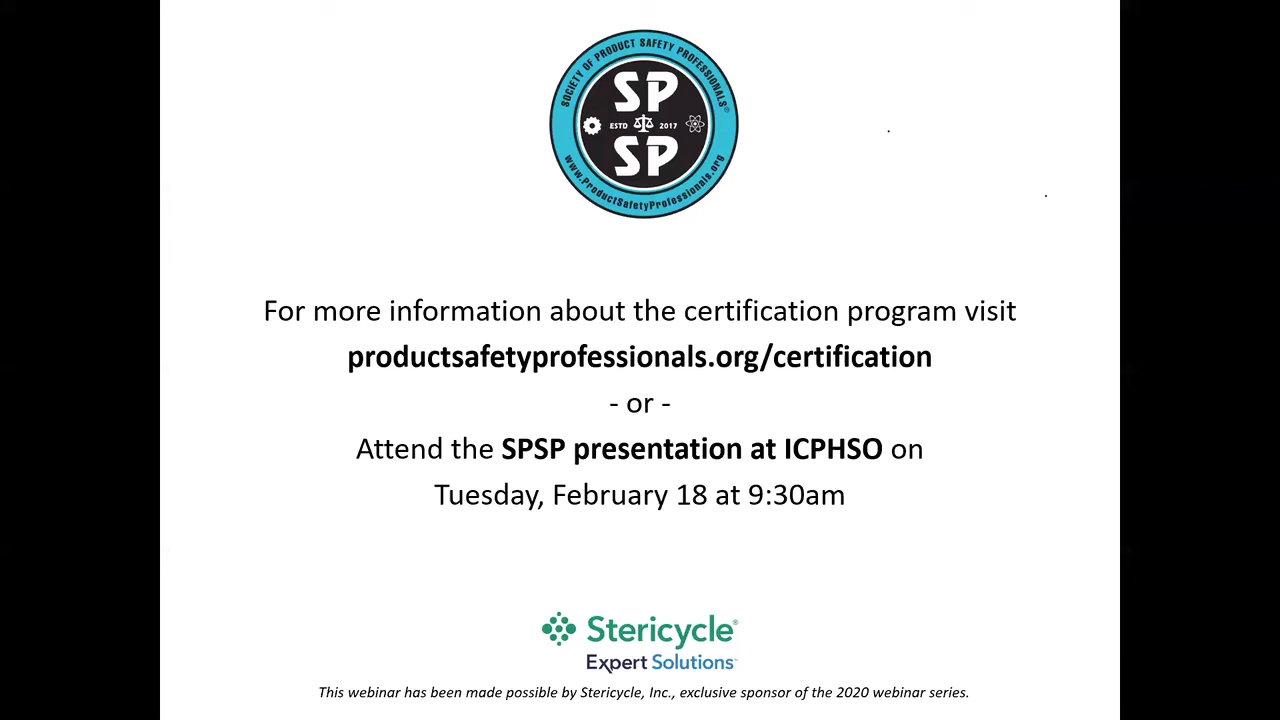 SOCIETY OF PRODUCT SAFETY PROFESSIONALS®
SP
ESTD 2017
SP
www.ProductSafetyProfessionals.org
For more information about the certification program visit
productsafetyprofessionals.org/certification
- or -
Attend the SPSP presentation at ICPHSO on
Tuesday, February 18 at 9:30am
Stericycle®
Expert Solutions™
This webinar has been made possible by Stericycle, Inc., exclusive sponsor of the 2020 webinar series.